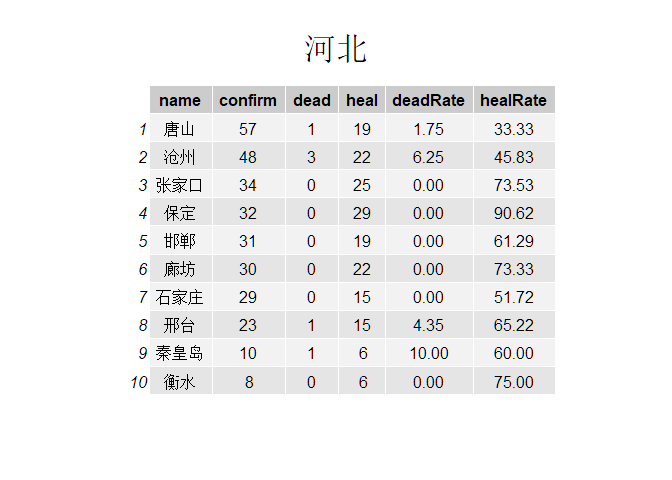 河北
name confirm dead heal deadRate healRate
1 唐山 57 1 19 1.75 33.33
2 沧州 48 3 22 6.25 45.83
3 张家口 34 0 25 0.00 73.53
4 保定 32 0 29 0.00 90.62
5 邯郸 31 0 19 0.00 61.29
6 廊坊 30 0 22 0.00 73.33
7 石家庄 29 0 15 0.00 51.72
8 邢台 23 1 15 4.35 65.22
9 秦皇岛 10 1 6 10.00 60.00
10 衡水 8 0 6 0.00 75.00